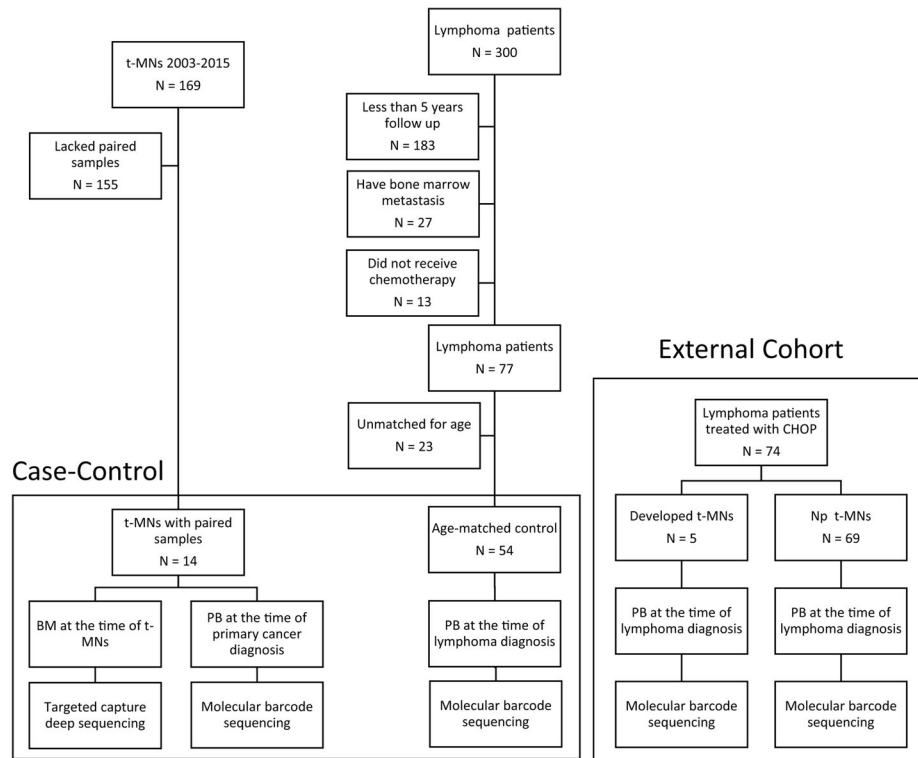 t-MNs 2003-2015
N = 169
Lacked paired
samples
N = 155
Lymphoma patients
N = 300
Less than 5 years
follow up
N = 183
Have bone marrow
metastasis
N = 27
Did not receive
chemotherapy
N = 13
Lymphoma patients
N = 77
Unmatched for age
N = 23
Case-Control
t-MNs with paired
samples
N = 14
BM at the time of t-
MNs
Targeted capture
deep sequencing
PB at the time of
primary cancer
diagnosis
Molecular barcode
sequencing
Age-matched control
N = 54
PB at the time of
lymphoma diagnosis
Molecular barcode
sequencing
External Cohort
Lymphoma patients
treated with CHOP
N = 74
Developed t-MNs
N = 5
PB at the time of
lymphoma diagnosis
Molecular barcode
sequencing
Np t-MNs
N = 69
PB at the time of
lymphoma diagnosis
Molecular barcode
sequencing